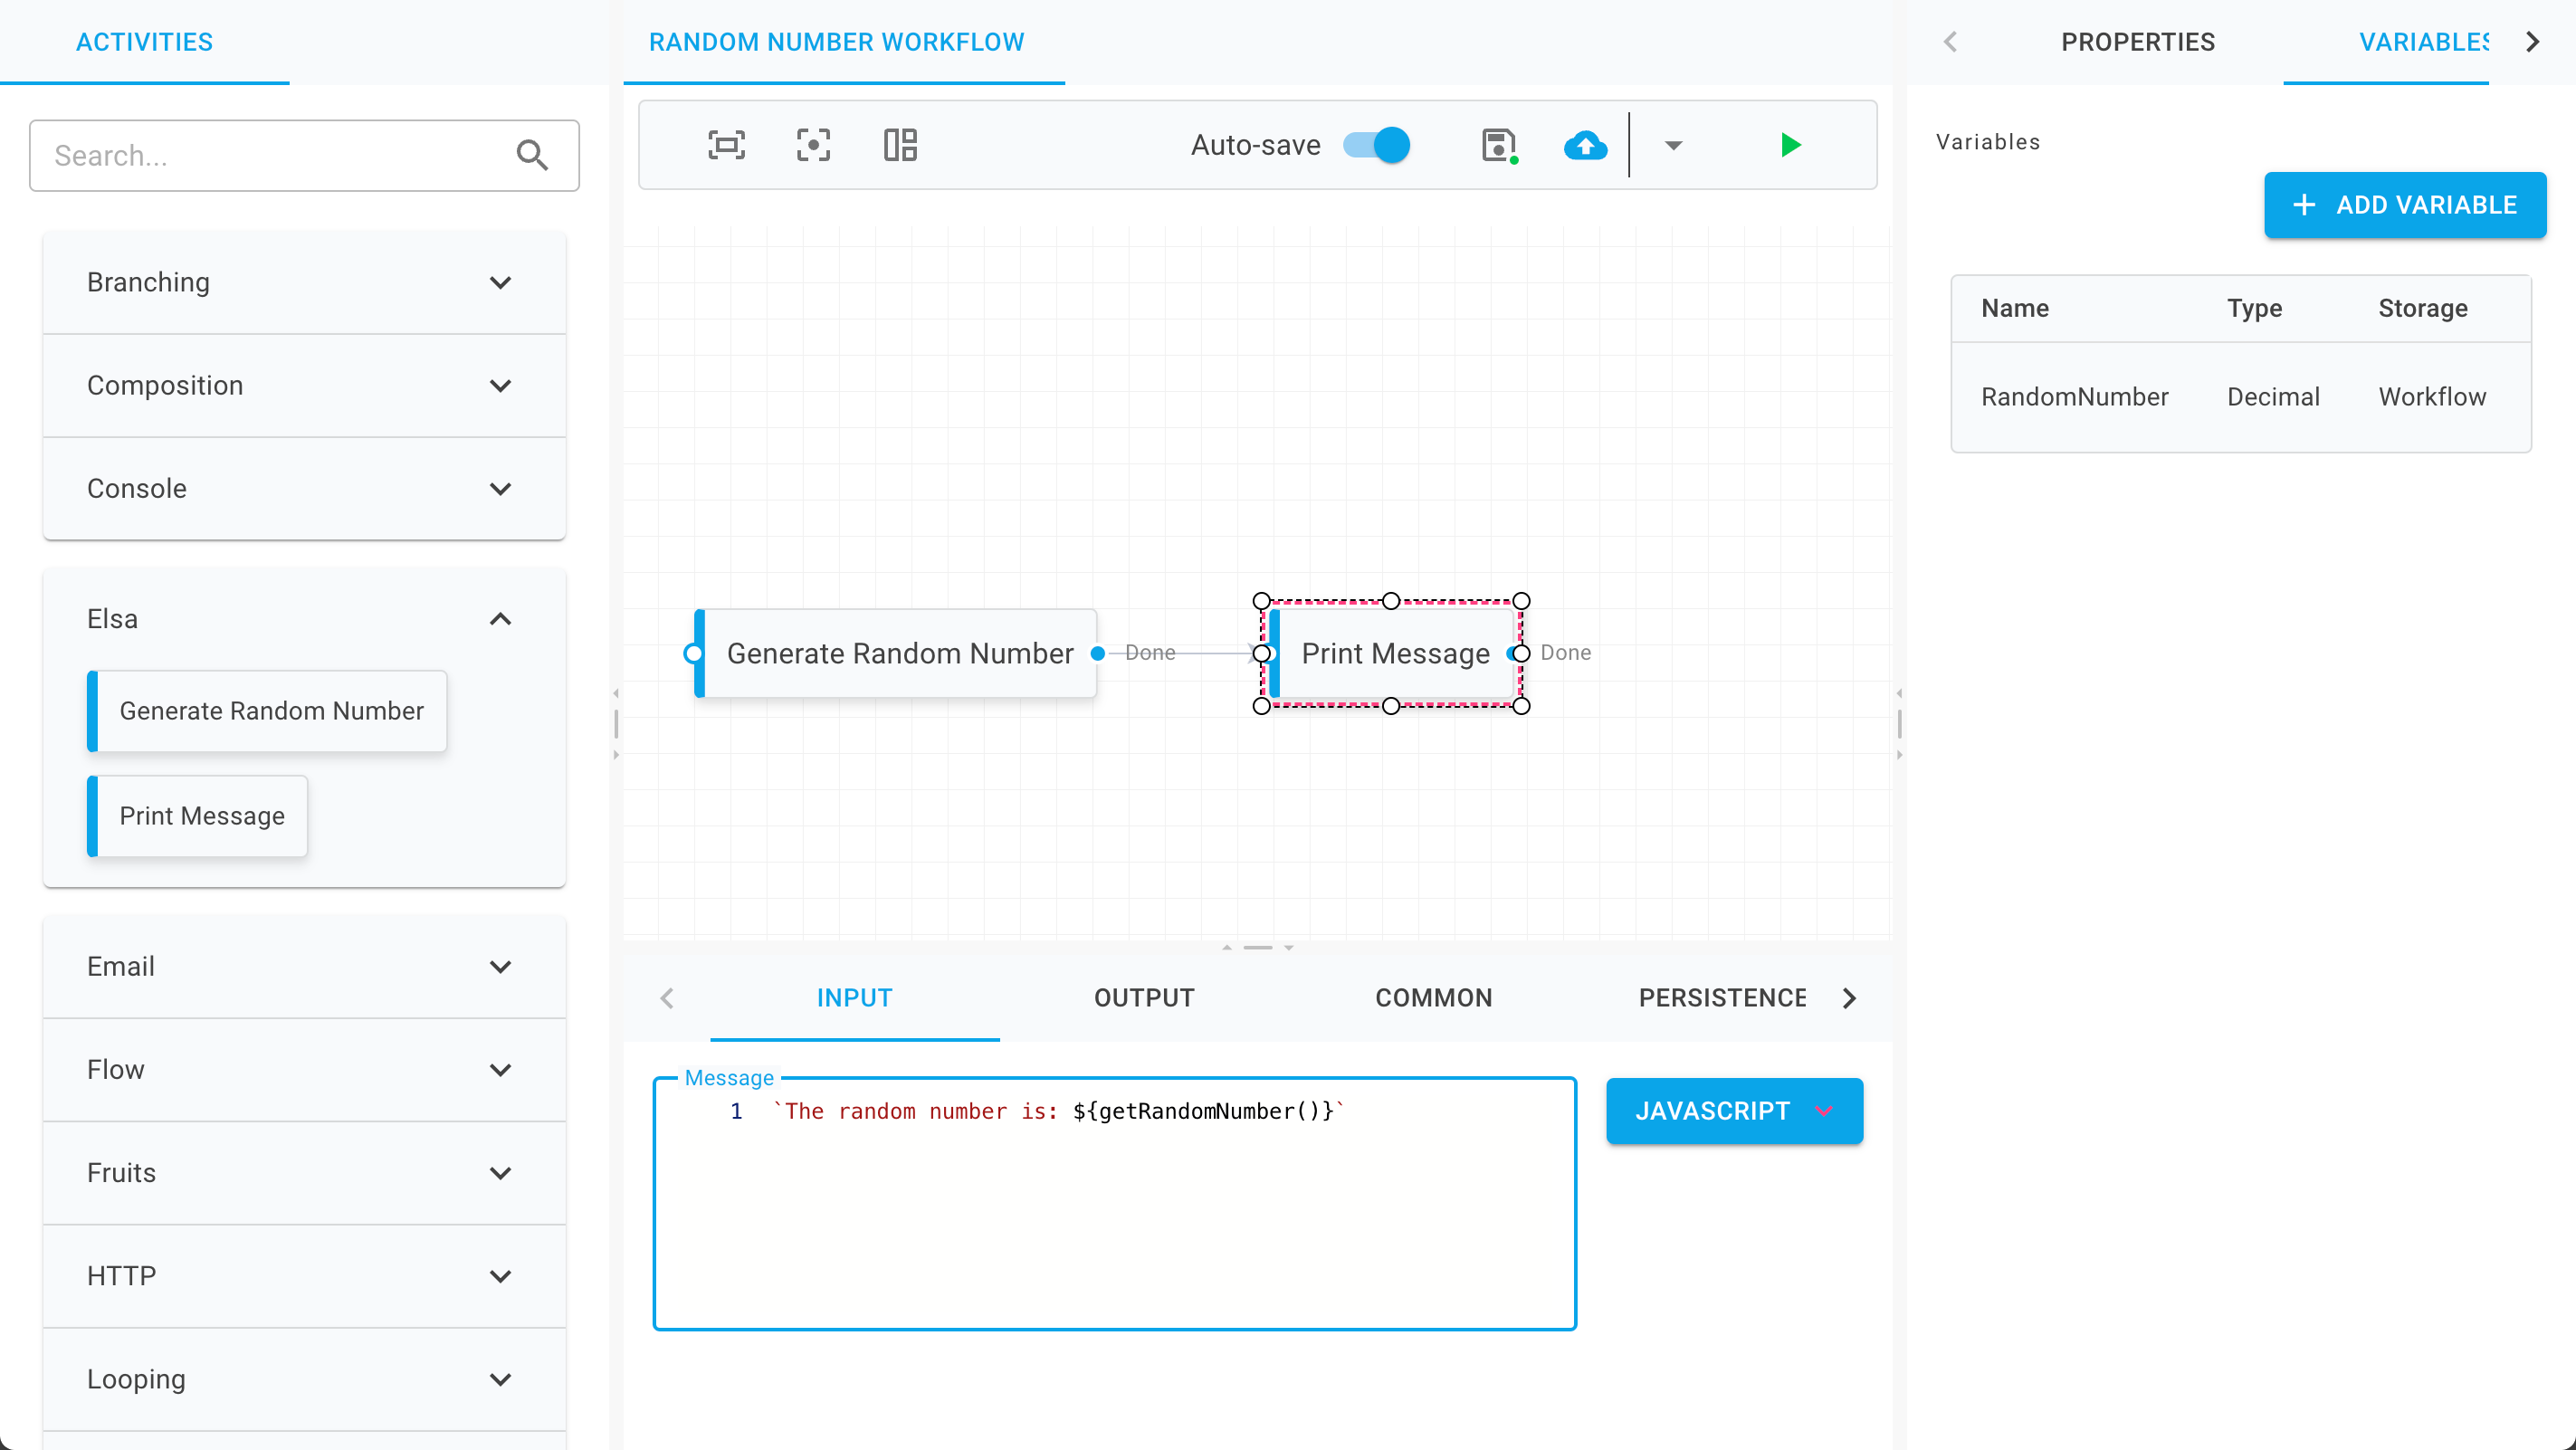 ACTIVITIES
Search...
Branching
Composition
Console
Elsa
Generate Random Number
Print Message
Email
Flow
Fruits
HTTP
Looping
RANDOM NUMBER WORKFLOW
Auto-save
Generate Random Number
Done
Print Message
Done
INPUT
OUTPUT
COMMON
PERSISTENCE
Message
1 `The random number is: ${getRandomNumber()}`
JAVASCRIPT
PROPERTIES
VARIABLES
Variables
+ ADD VARIABLE
Name Type Storage
RandomNumber Decimal Workflow